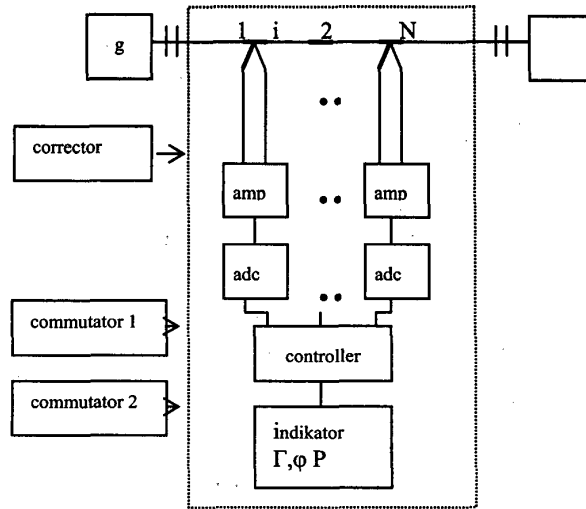 g
1 i 2 N
corrector
amp amp
adc adc
commutator 1
controller
commutator 2
indikator
Γ,φ P